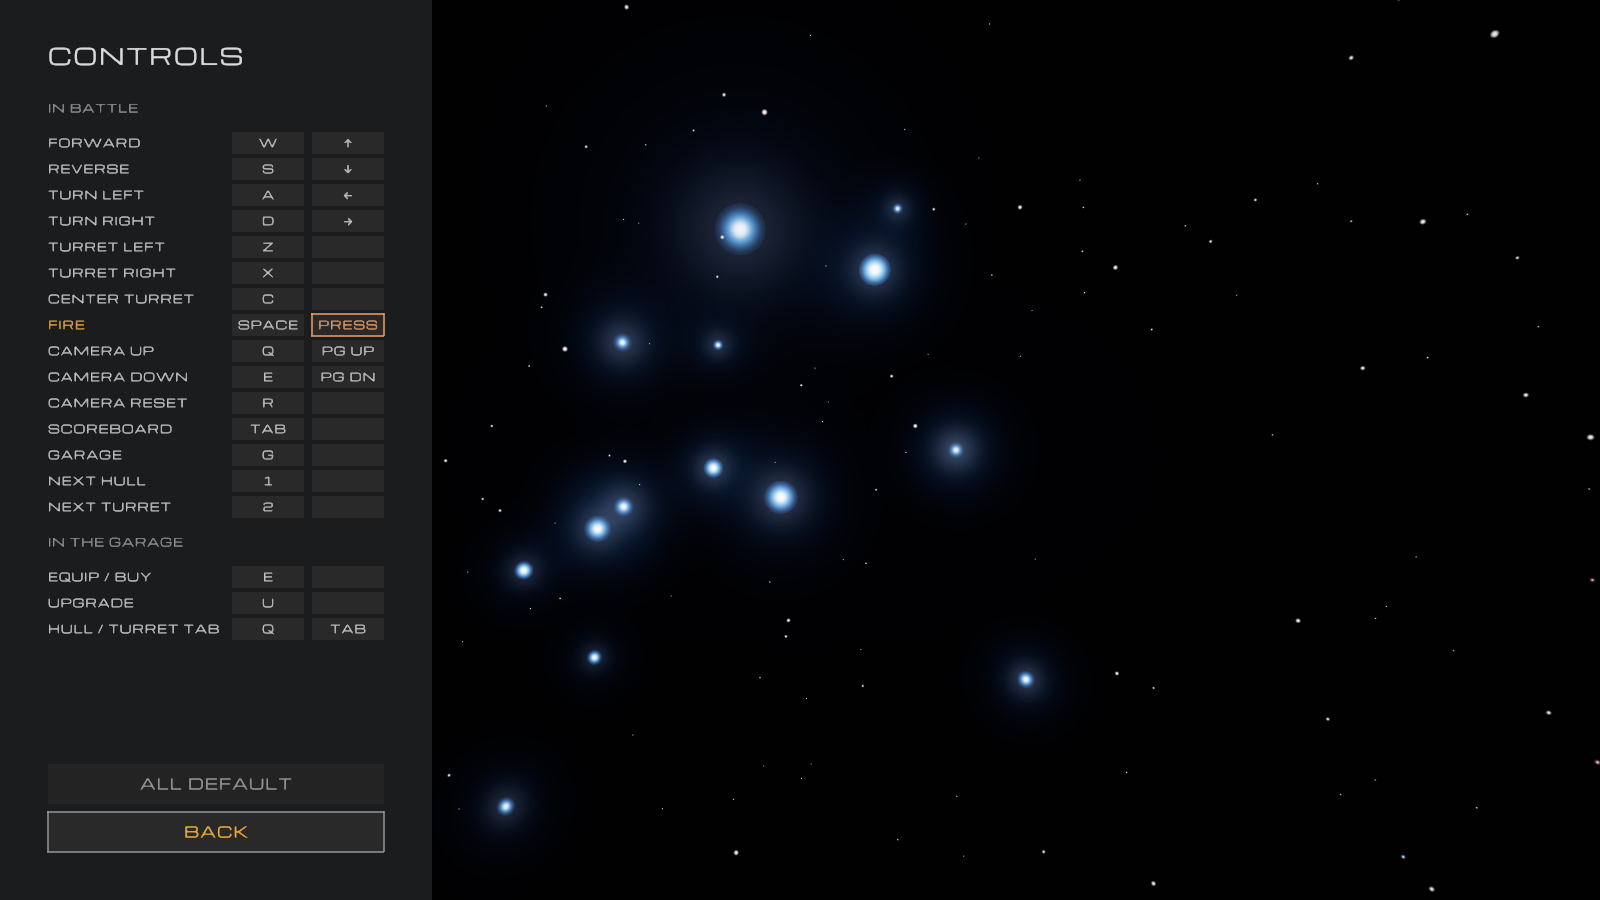 CONTROLS
IN BATTLE
FORWARD W ↑
REVERSE S ↓
TURN LEFT A ←
TURN RIGHT D →
TURRET LEFT Z
TURRET RIGHT X
CENTER TURRET C
FIRE SPACE PRESS
CAMERA UP Q PG UP
CAMERA DOWN E PG DN
CAMERA RESET R
SCOREBOARD TAB
GARAGE G
NEXT HULL 1
NEXT TURRET 2
IN THE GARAGE
EQUIP / BUY E
UPGRADE U
HULL / TURRET TAB Q TAB
ALL DEFAULT
BACK